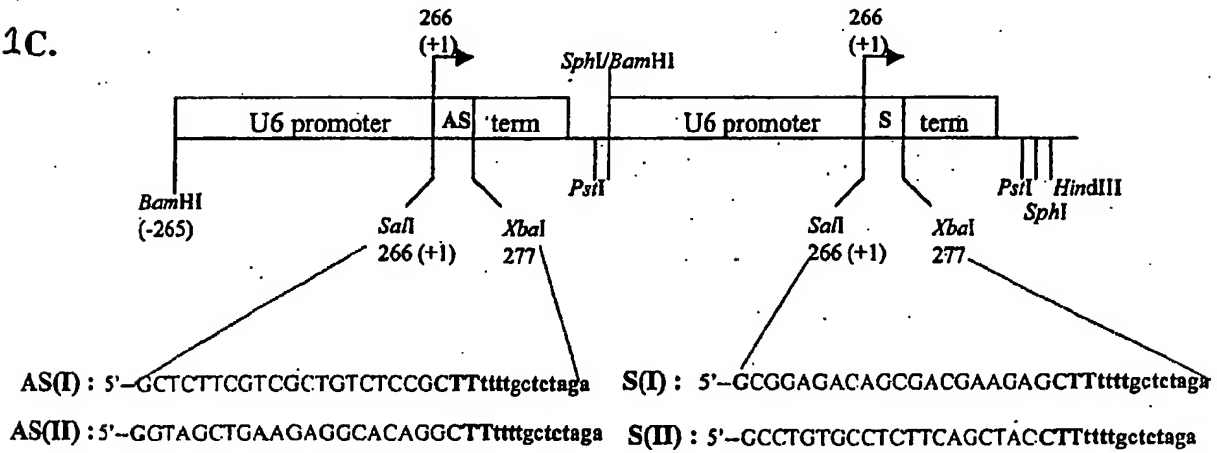 1C.
266
(+1)
266
(+1)
SphI/BamHI
U6 promoter
AS
term
U6 promoter
S
term
BamHI
(-265)
SalI
266 (+1)
XbaI
277
PstI
SalI
266 (+1)
XbaI
277
PstI
SphI
HindIII
AS(I) : 5'–GCTCTTCGTCGCTGTCTCCGCTTttttgctctaga
S(I) : 5'–GCGGAGACAGCGACGAAGAGCTTttttgctctaga
AS(II) : 5'–GGTAGCTGAAGAGGCACAGGCTTttttgctctaga
S(II) : 5'–GCCTGTGCCTCTTCAGCTACCTTttttgctctaga